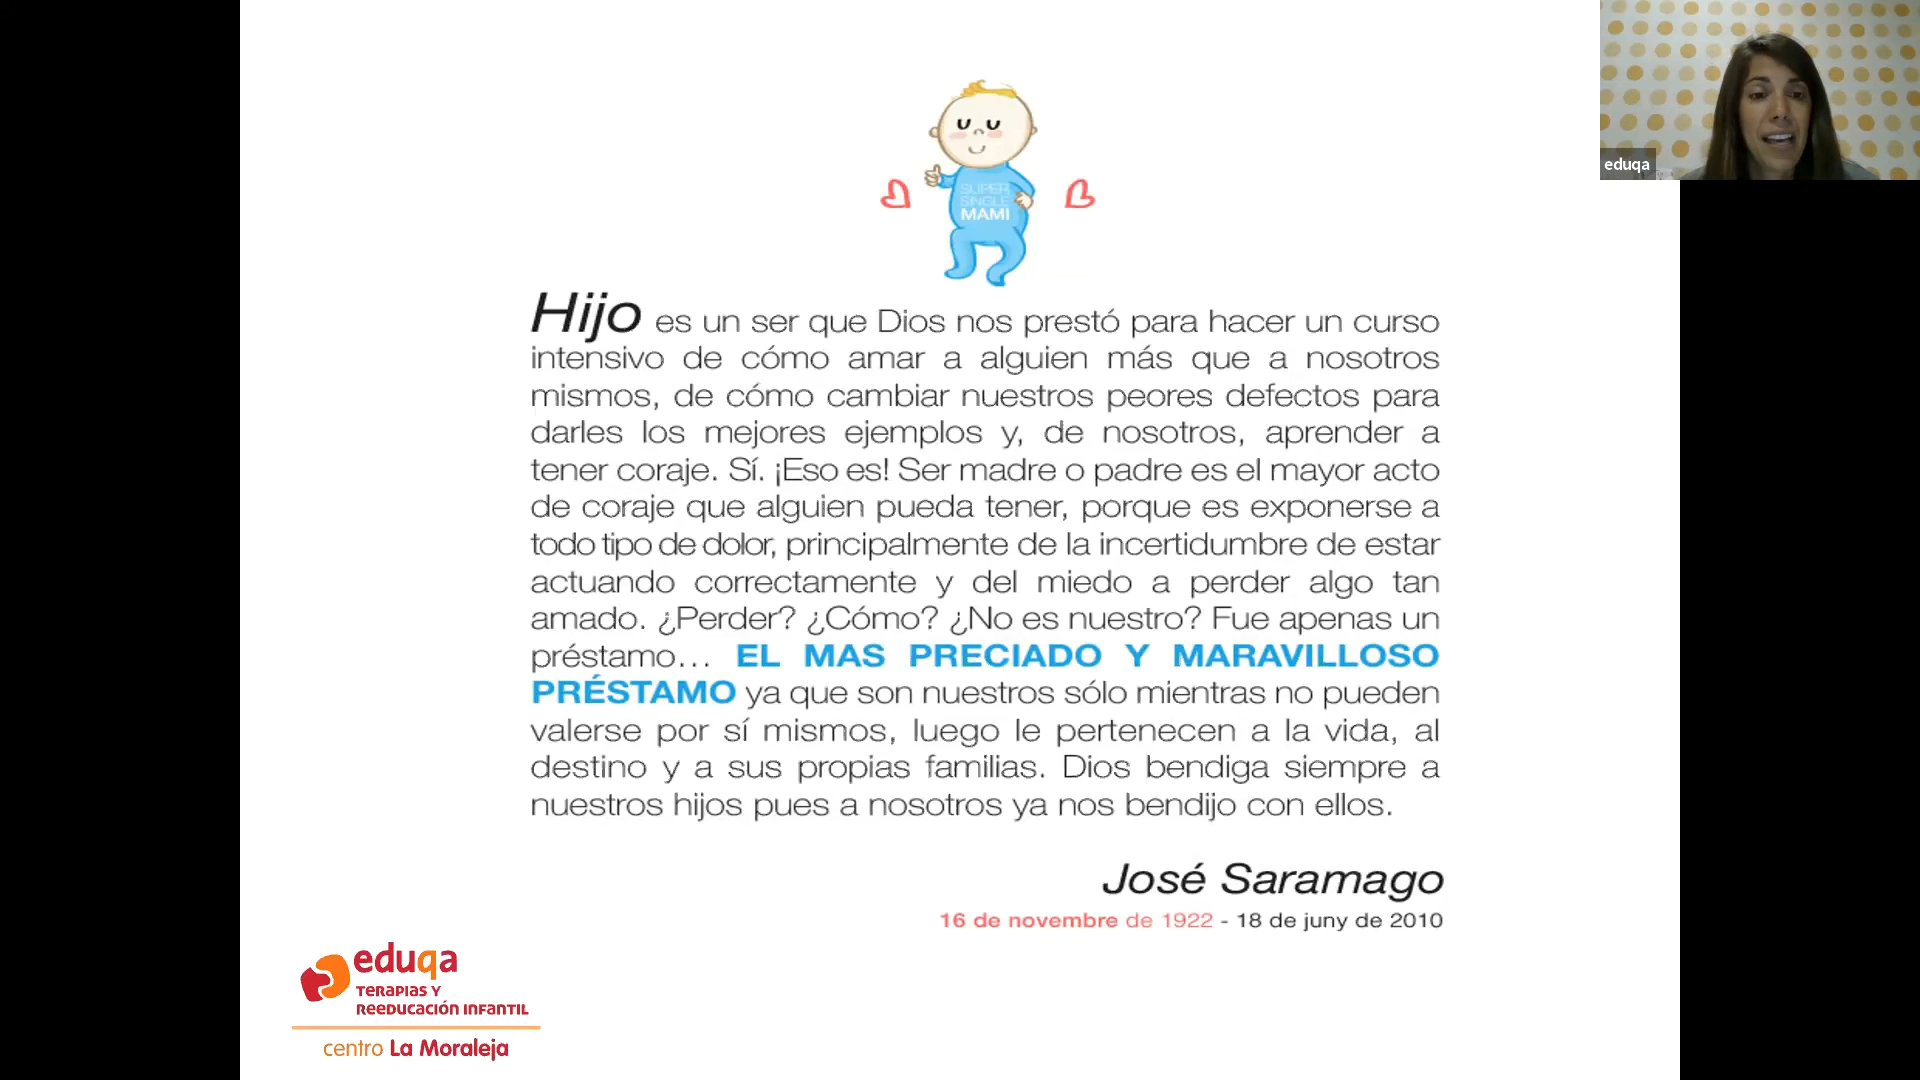 eduqa
SUPER
SINGLE
MAMI
Hijo es un ser que Dios nos prestó para hacer un curso
intensivo de cómo amar a alguien más que a nosotros
mismos, de cómo cambiar nuestros peores defectos para
darles los mejores ejemplos y, de nosotros, aprender a
tener coraje. Sí. ¡Eso es! Ser madre o padre es el mayor acto
de coraje que alguien pueda tener, porque es exponerse a
todo tipo de dolor, principalmente de la incertidumbre de estar
actuando correctamente y del miedo a perder algo tan
amado. ¿Perder? ¿Cómo? ¿No es nuestro? Fue apenas un
préstamo... EL MAS PRECIADO Y MARAVILLOSO
PRÉSTAMO ya que son nuestros sólo mientras no pueden
valerse por sí mismos, luego le pertenecen a la vida, al
destino y a sus propias familias. Dios bendiga siempre a
nuestros hijos pues a nosotros ya nos bendijo con ellos.
José Saramago
16 de novembre de 1922 - 18 de juny de 2010
eduqa
TERAPIAS Y
REEDUCACIÓN INFANTIL
centro La Moraleja